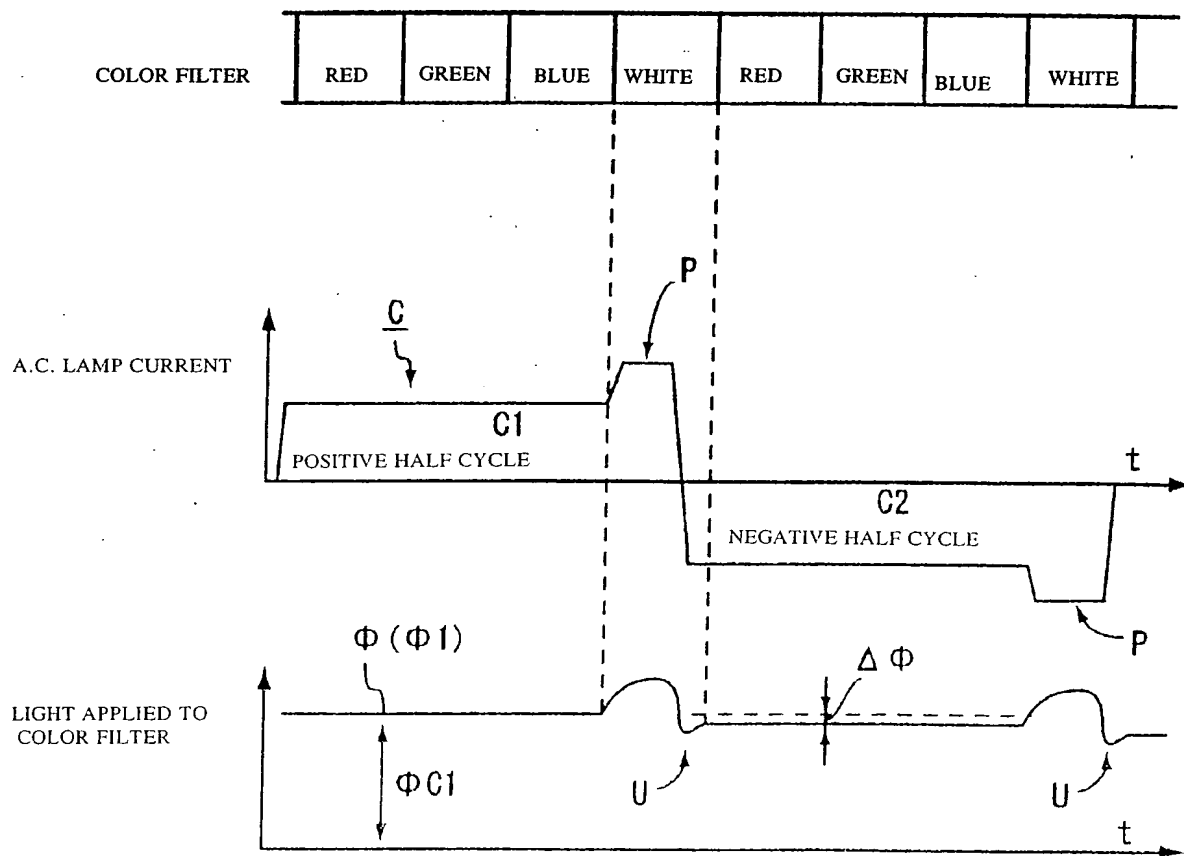 COLOR FILTER RED GREEN BLUE WHITE RED GREEN BLUE WHITE
P
C
A.C. LAMP CURRENT
C1
POSITIVE HALF CYCLE
t
C2
NEGATIVE HALF CYCLE
P
Φ(Φ1)
ΔΦ
LIGHT APPLIED TO
COLOR FILTER
ΦC1
U
U
t